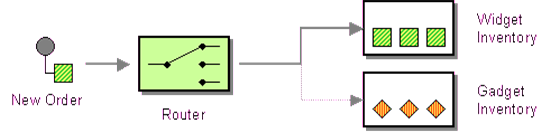 Widget
Inventory
New Order
Router
Gadget
Inventory